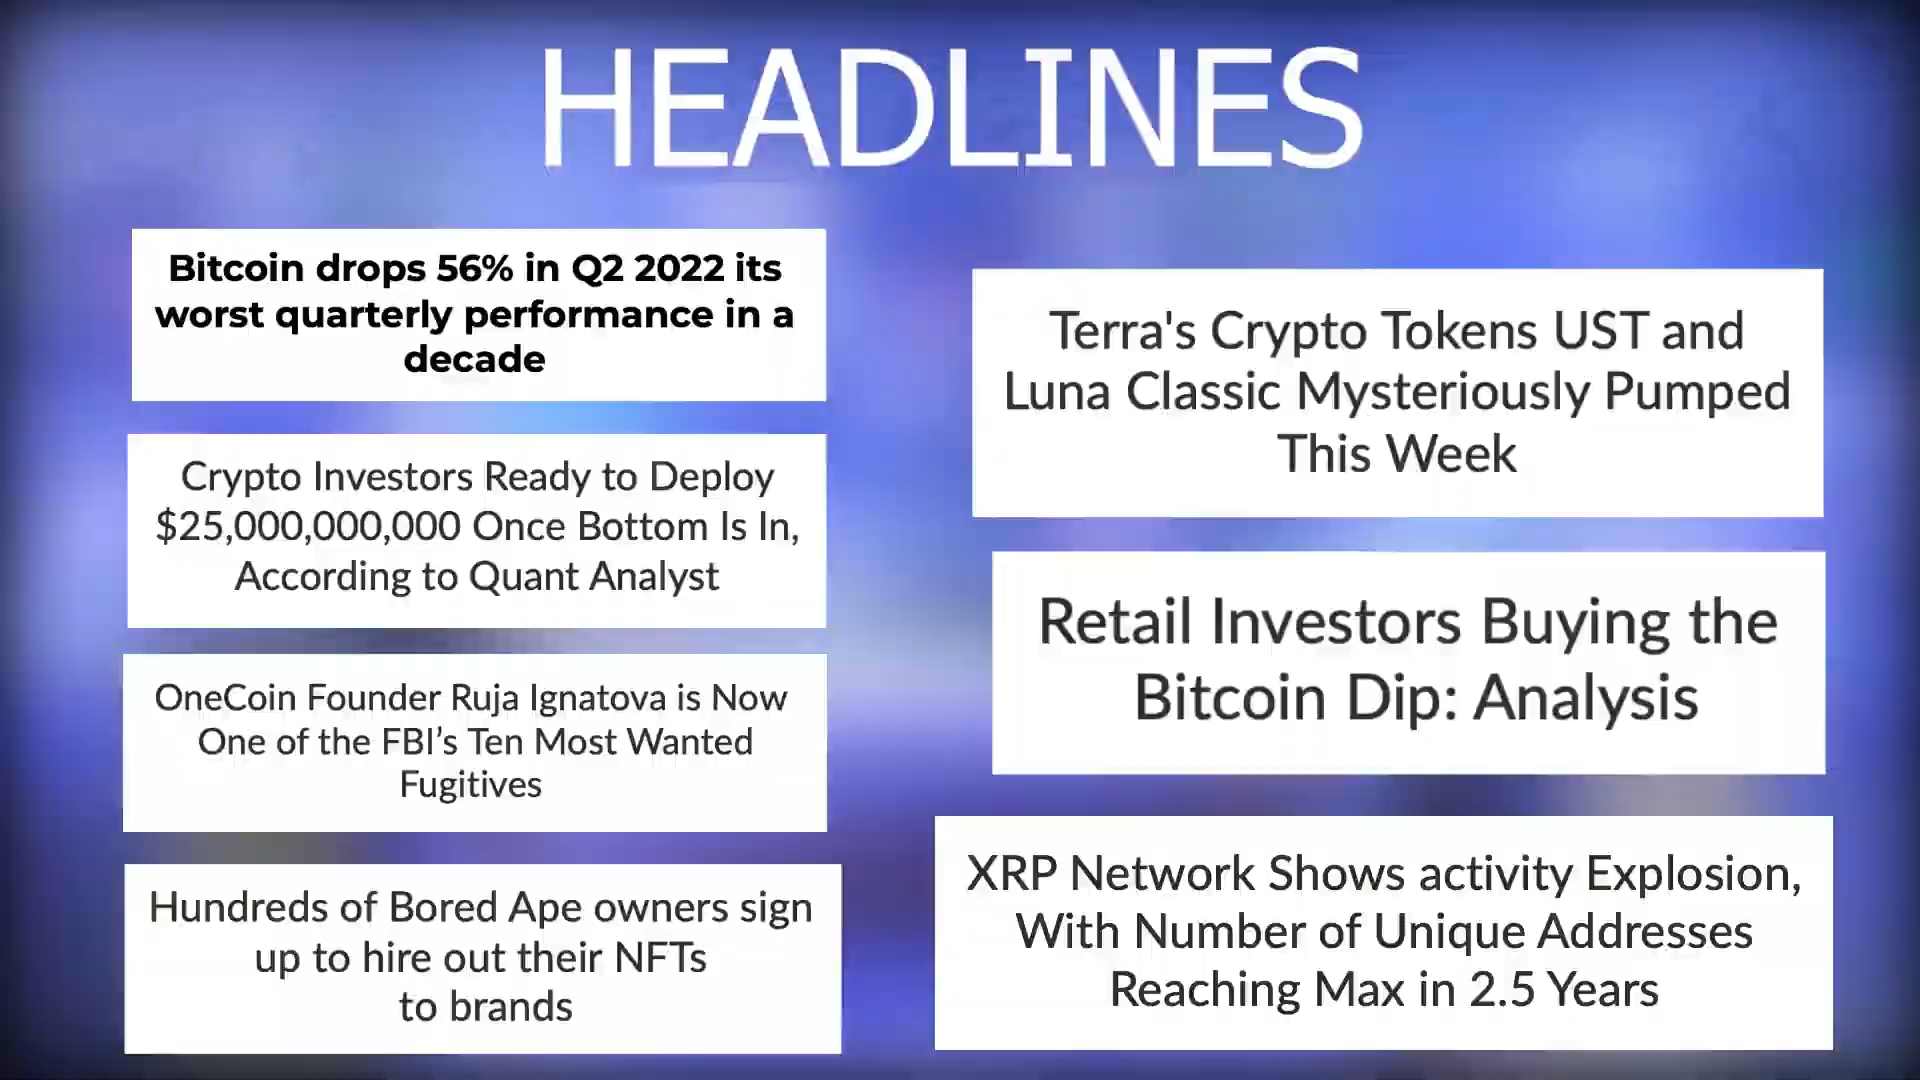 HEADLINES
Bitcoin drops 56% in Q2 2022 its
worst quarterly performance in a
decade
Crypto Investors Ready to Deploy
$25,000,000,000 Once Bottom Is In,
According to Quant Analyst
OneCoin Founder Ruja Ignatova is Now
One of the FBI’s Ten Most Wanted
Fugitives
Hundreds of Bored Ape owners sign
up to hire out their NFTs
to brands
Terra's Crypto Tokens UST and
Luna Classic Mysteriously Pumped
This Week
Retail Investors Buying the
Bitcoin Dip: Analysis
XRP Network Shows activity Explosion,
With Number of Unique Addresses
Reaching Max in 2.5 Years